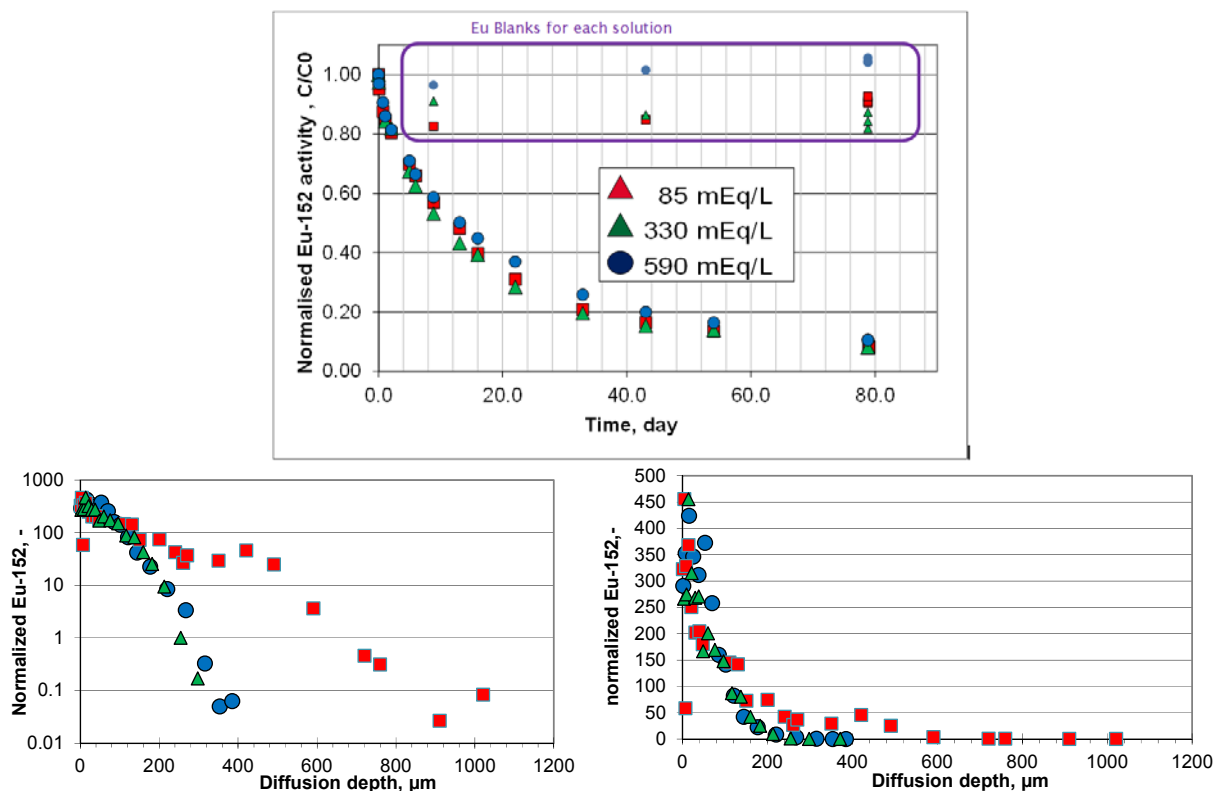 Eu Blanks for each solution
Normalised Eu-152 activity , C/C0
1.00
0.80
0.60
0.40
0.20
0.00
85 mEq/L
330 mEq/L
590 mEq/L
0.0 20.0 40.0 60.0 80.0
Time, day
Normalized Eu-152, -
1000
100
10
1
0.1
0.01
0 200 400 600 800 1000 1200
Diffusion depth, µm
normalized Eu-152,-
500
450
400
350
300
250
200
150
100
50
0
0 200 400 600 800 1000 1200
Diffusion depth, µm